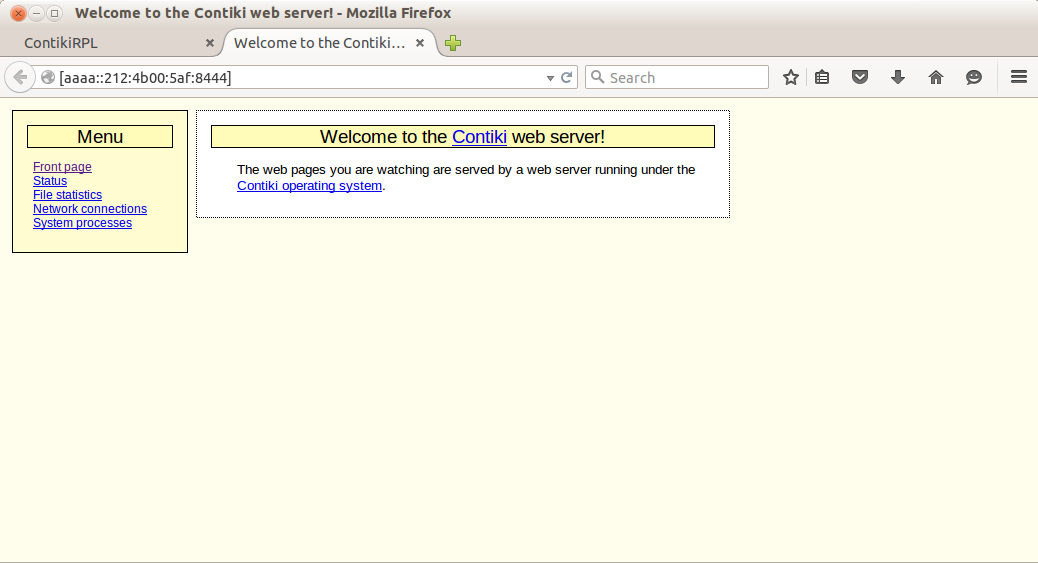 Welcome to the Contiki web server! - Mozilla Firefox
ContikiRPL
Welcome to the Contiki...
[aaaa::212:4b00:5af:8444]
Search
Menu
Front page
Status
File statistics
Network connections
System processes
Welcome to the Contiki web server!
The web pages you are watching are served by a web server running under the
Contiki operating system.